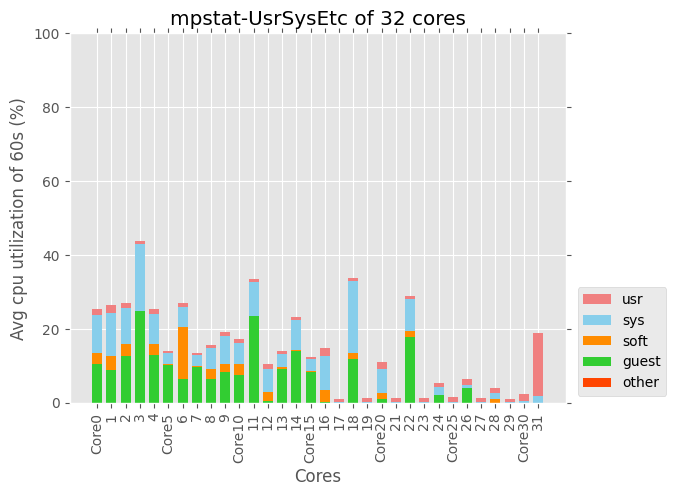 mpstat-UsrSysEtc of 32 cores
Avg cpu utilization of 60s (%)
100
80
60
40
20
0
Core0
1
2
3
4
Core5
6
7
8
9
Core10
11
12
13
14
Core15
16
17
18
19
Core20
21
22
23
24
Core25
26
27
28
29
Core30
31
Cores
usr
sys
soft
guest
other